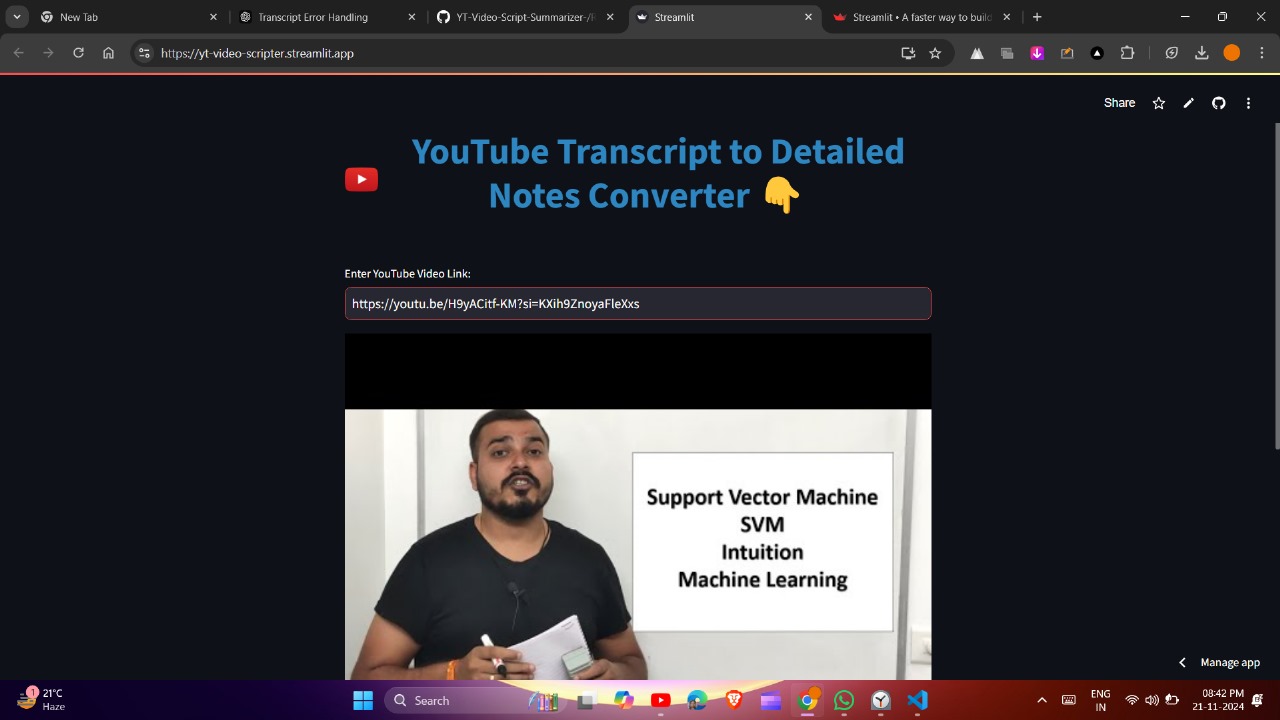 New Tab
Transcript Error Handling
YT-Video-Script-Summarizer-/
Streamlit
Streamlit • A faster way to build
https://yt-video-scripter.streamlit.app
Share
YouTube Transcript to Detailed
Notes Converter 👇
Enter YouTube Video Link:
https://youtu.be/H9yACitf-KM?si=KXih9ZnoyaFleXxs
Support Vector Machine
SVM
Intuition
Machine Learning
Manage app
1
21°C
Haze
Search
ENG
IN
08:42 PM
21-11-2024